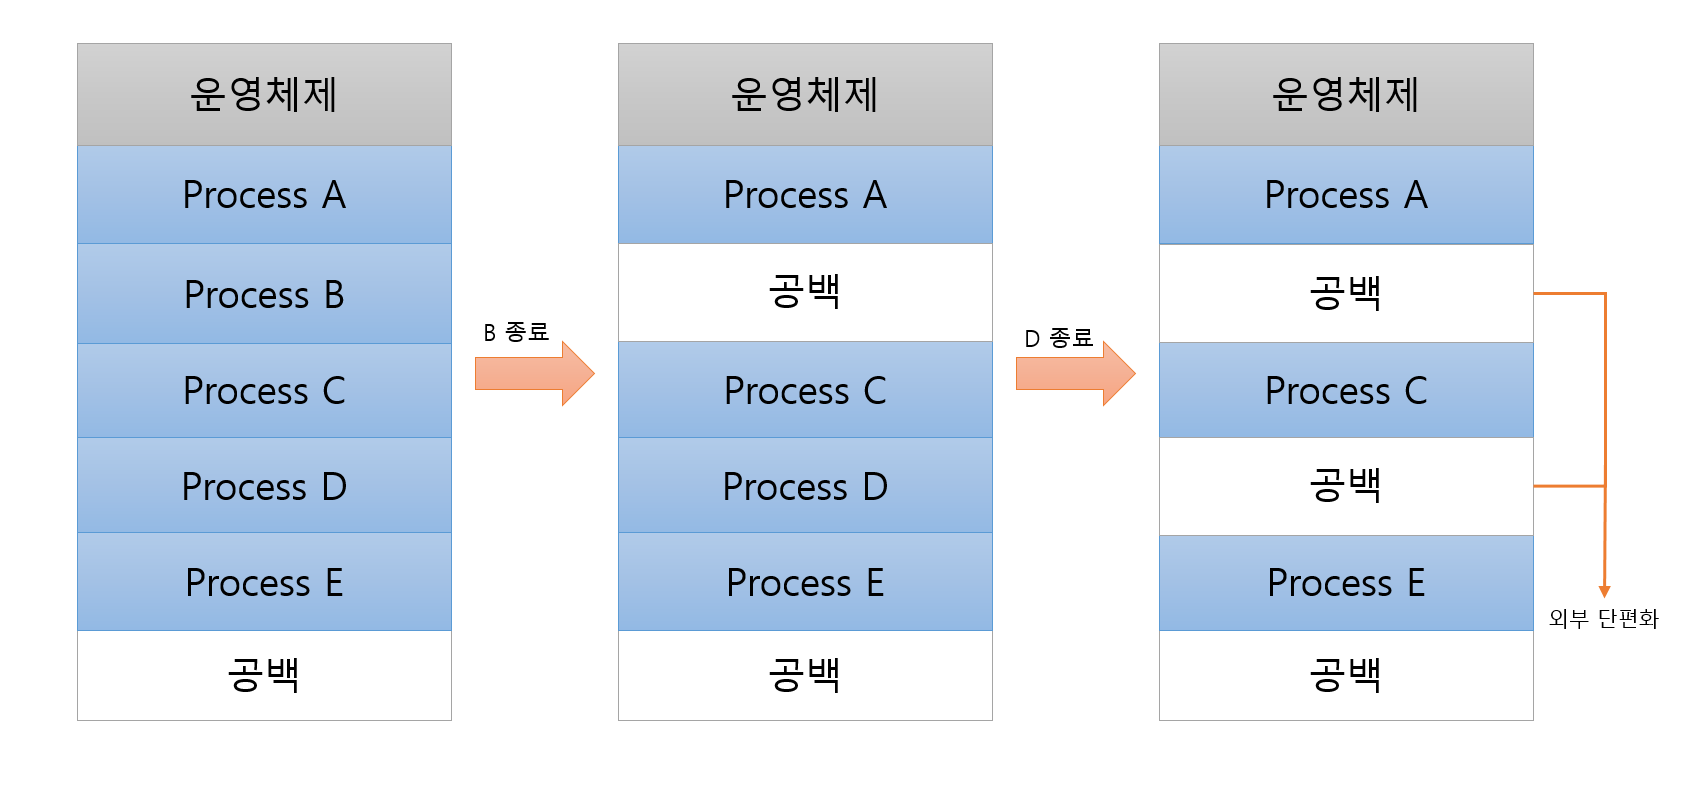 운영체제
Process A
Process B
Process C
Process D
Process E
공백
B 종료
운영체제
Process A
공백
Process C
Process D
Process E
공백
D 종료
운영체제
Process A
공백
Process C
공백
Process E
공백
외부 단편화